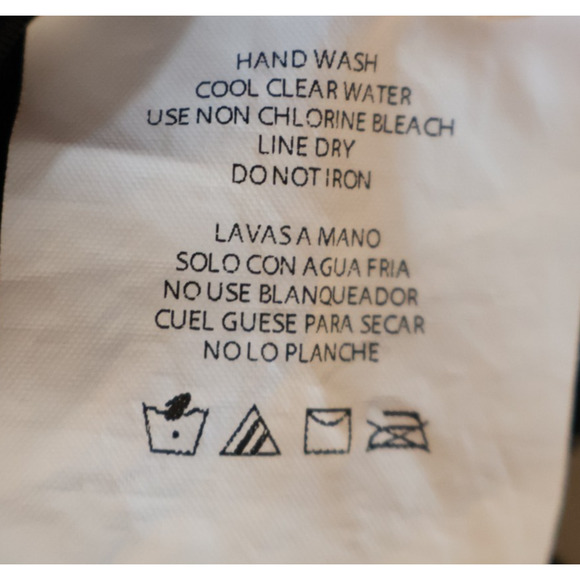 HAND WASH
COOL CLEAR WATER
USE NON CHLORINE BLEACH
LINE DRY
DO NOT IRON
LAVAS A MANO
SOLO CON AGUA FRIA
NO USE BLANQUEADOR
CUEL GUESE PARA SECAR
NO LO PLANCHE